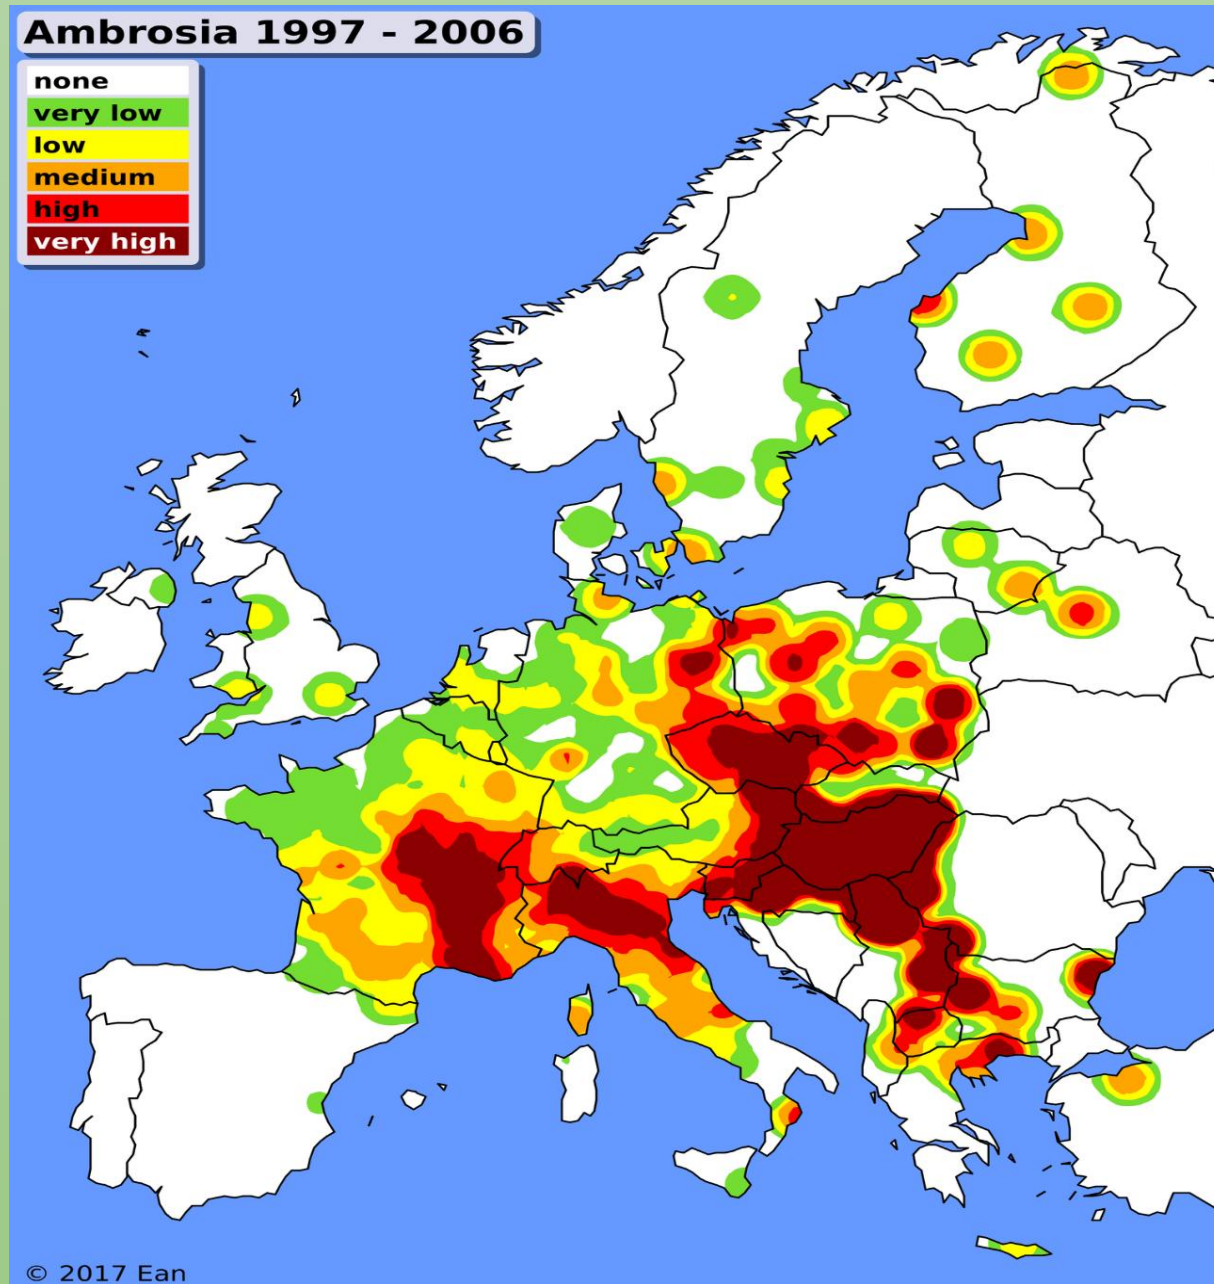 Ambrosia 1997 - 2006
none
very low
low
medium
high
very high
© 2017 Ean